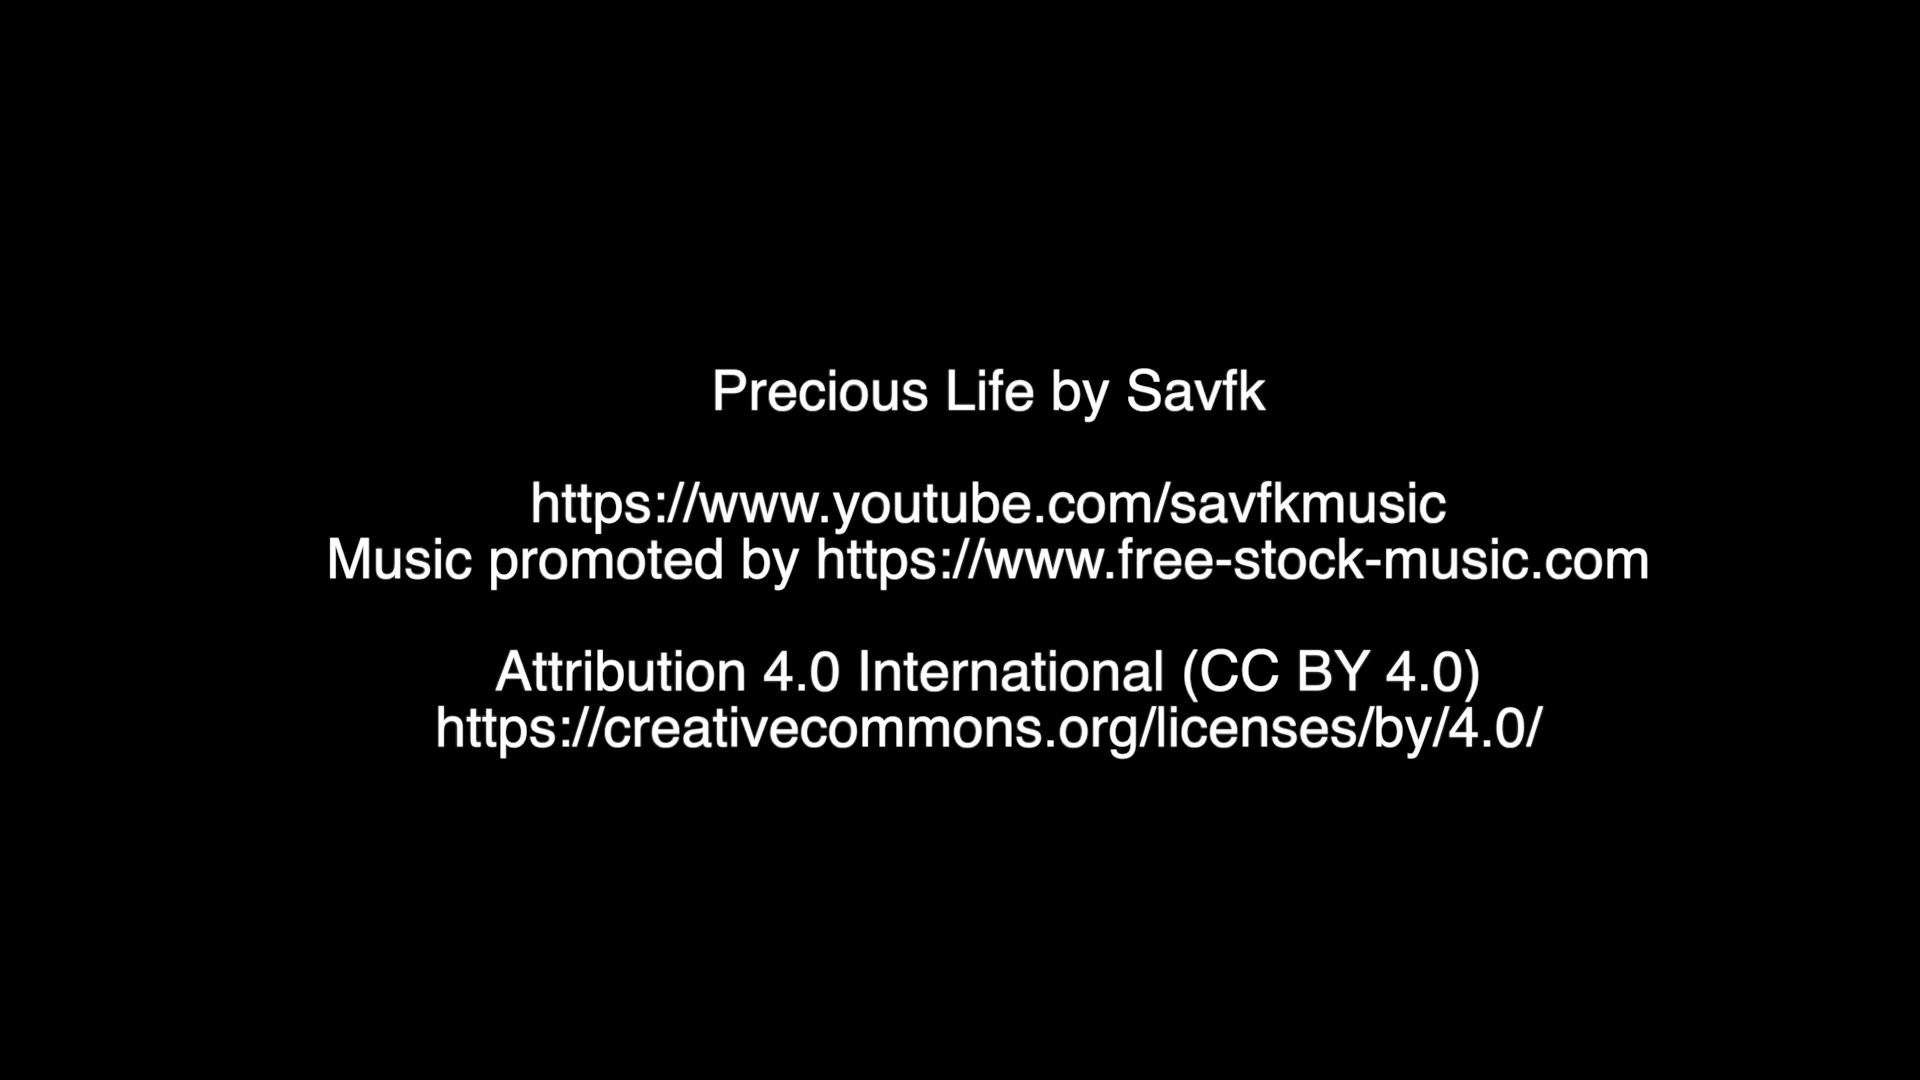 Precious Life by Savfk
https://www.youtube.com/savfkmusic
Music promoted by https://www.free-stock-music.com
Attribution 4.0 International (CC BY 4.0)
https://creativecommons.org/licenses/by/4.0/